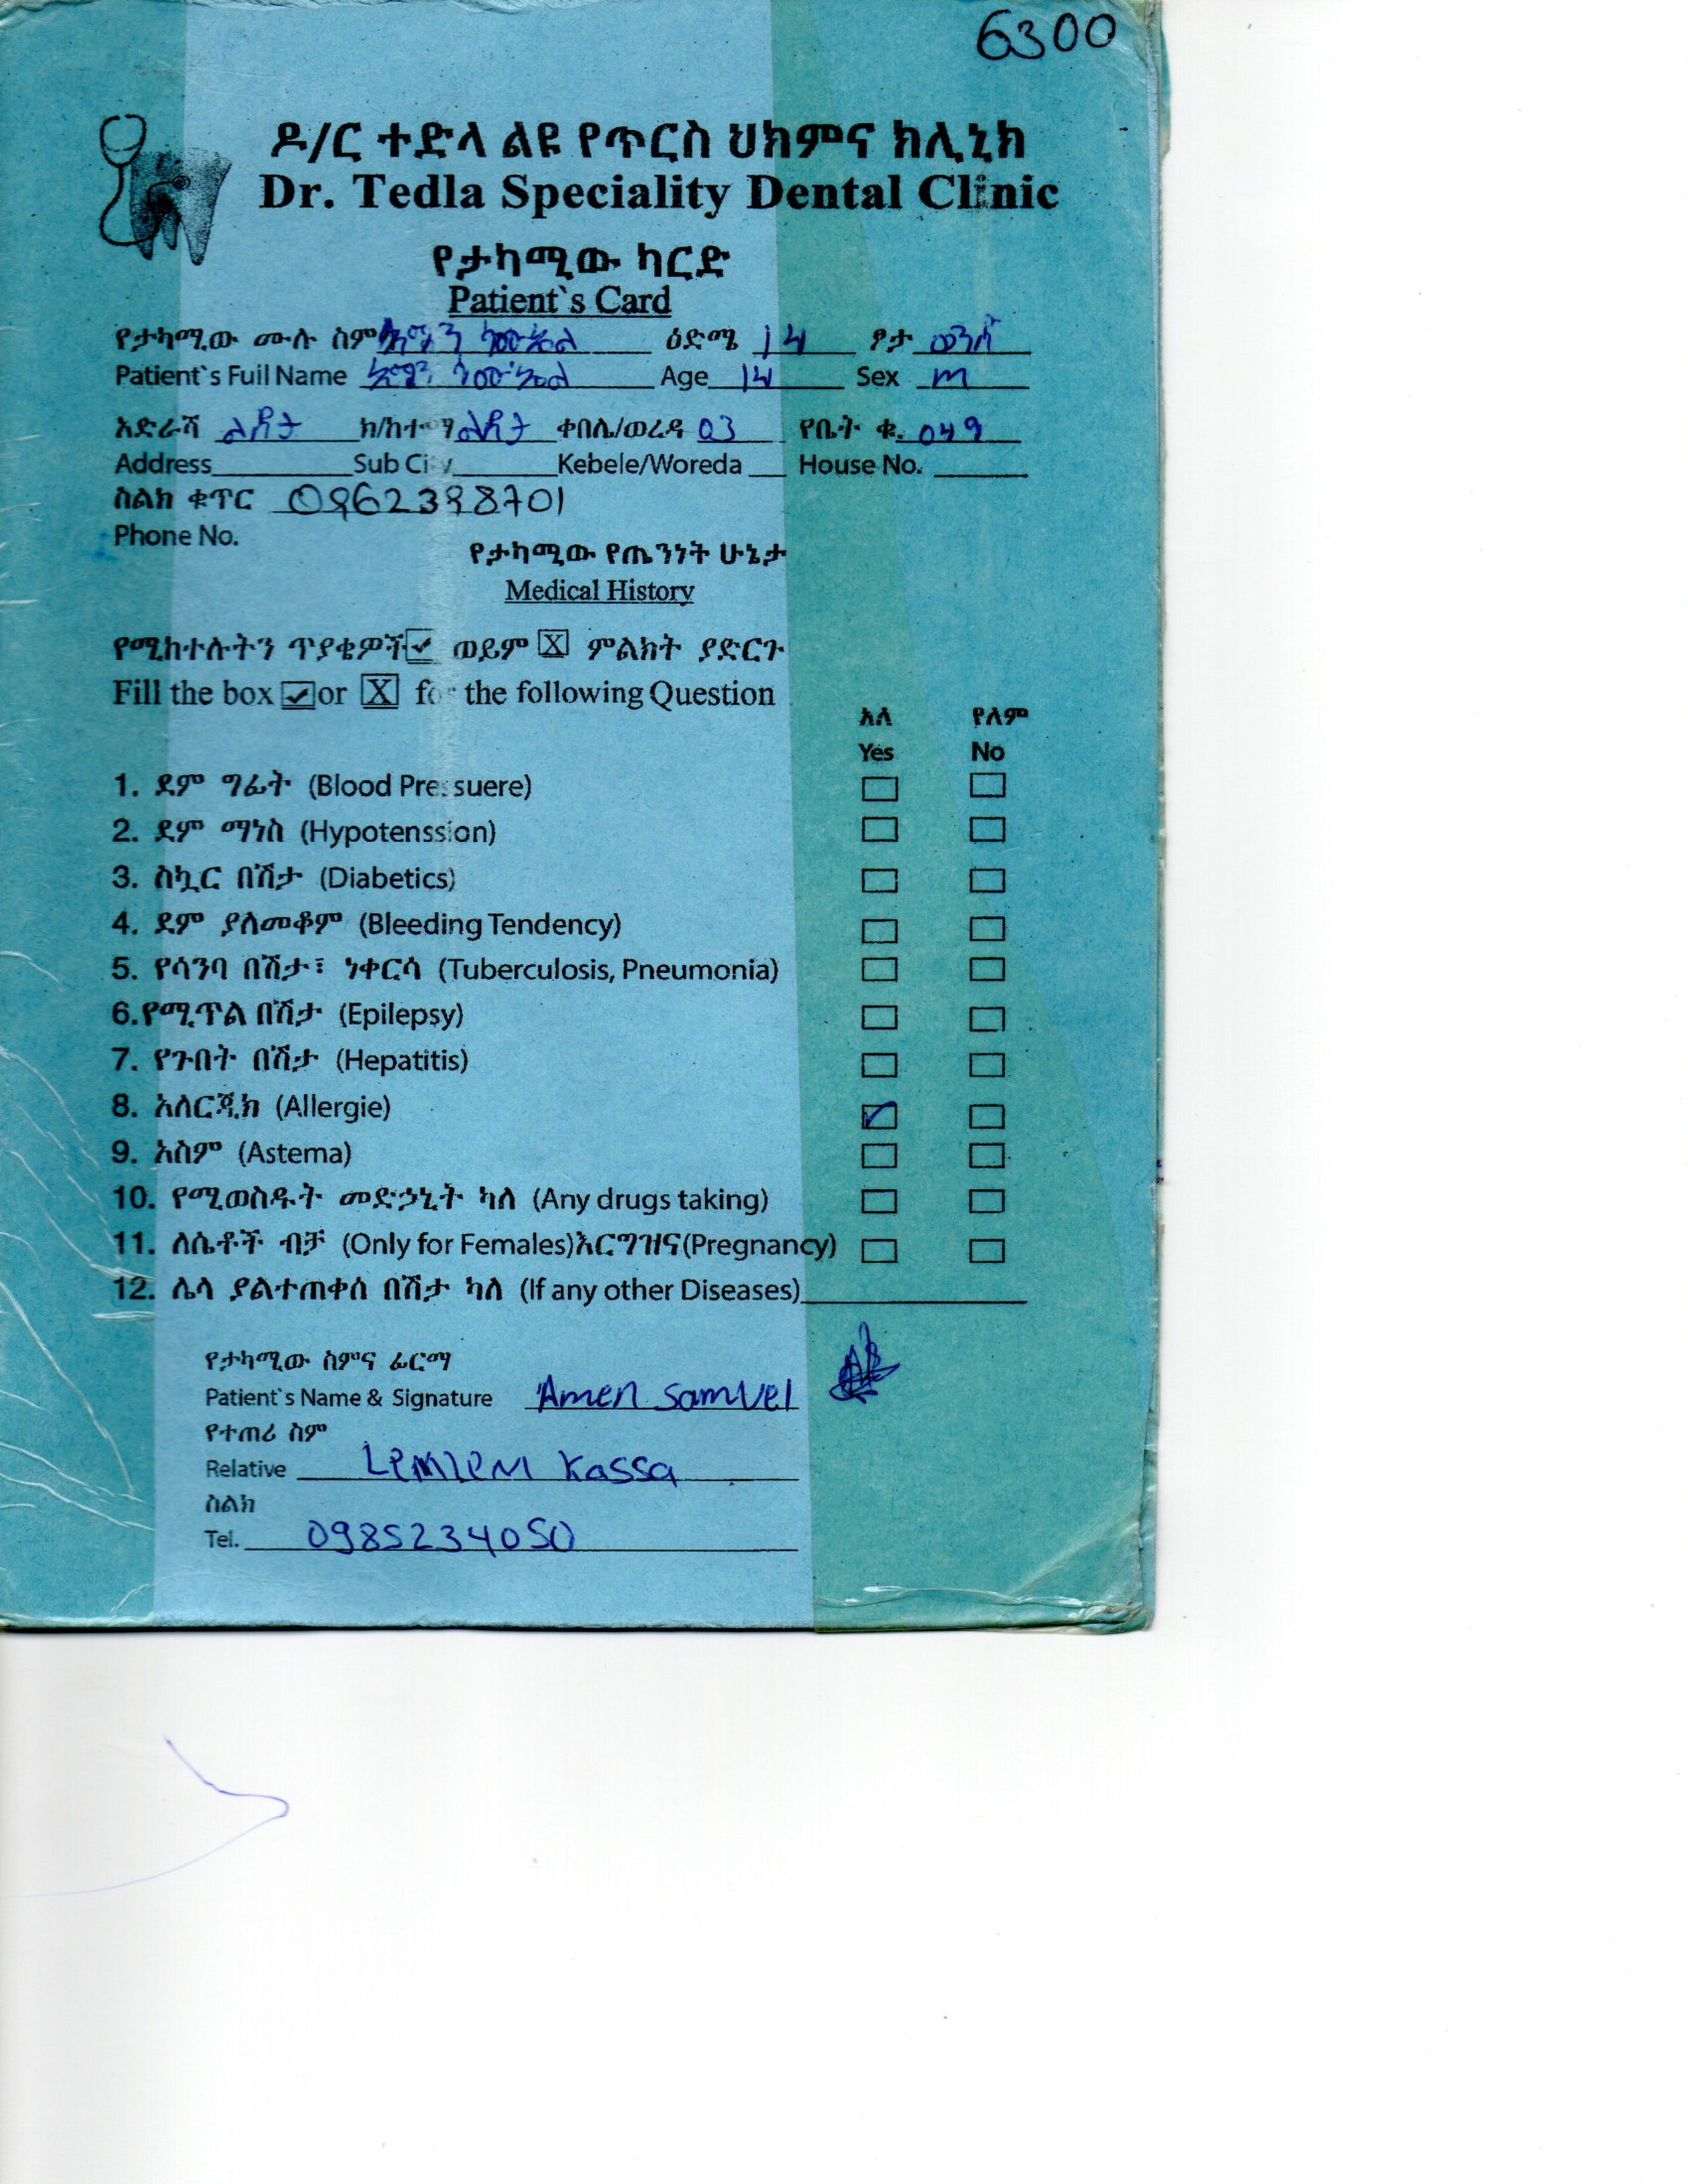 6300
ዶ/ር ተድላ ልዩ የጥርስ ህክምና ክሊኒክ
Dr. Tedla Speciality Dental Clinic
የታካሚው ካርድ
Patient`s Card
የታካሚው ሙሉ ስም አሜን ሳሙኤል ዕድሜ 14 ፆታ ወንድ
Patient`s Full Name አሜን ሳሙኤል Age 14 Sex m
አድራሻ ልደታ ክ/ከተማ ልደታ ቀበሌ/ወረዳ 03 የቤት ቁ. 049
Address Sub City Kebele/Woreda House No.
ስልክ ቁጥር
Phone No.
የታካሚው የጤንነት ሁኔታ
Medical History
የሚከተሉትን ጥያቄዎች ✓ ወይም X ምልክት ያድርጉ
Fill the box ✓ or X for the following Question
አለ የለም
Yes No
1. ደም ግፊት (Blood Pressuere)
2. ደም ማነስ (Hypotenssion)
3. ስኳር በሽታ (Diabetics)
4. ደም ያለመቆም (Bleeding Tendency)
5. የሳንባ በሽታ፣ ነቀርሳ (Tuberculosis, Pneumonia)
6.የሚጥል በሽታ (Epilepsy)
7. የጉበት በሽታ (Hepatitis)
8. አለርጂክ (Allergie) ✓
9. አስም (Astema)
10. የሚወስዱት መድኃኒት ካለ (Any drugs taking)
11. ለሴቶች ብቻ (Only for Females)እርግዝና(Pregnancy)
12. ሌላ ያልተጠቀሰ በሽታ ካለ (If any other Diseases)
የታካሚው ስምና ፊርማ
Patient`s Name & Signature Amen Samuel
የተጠሪ ስም
Relative Lemlem Kassa
ስልክ
Tel. 0985234050